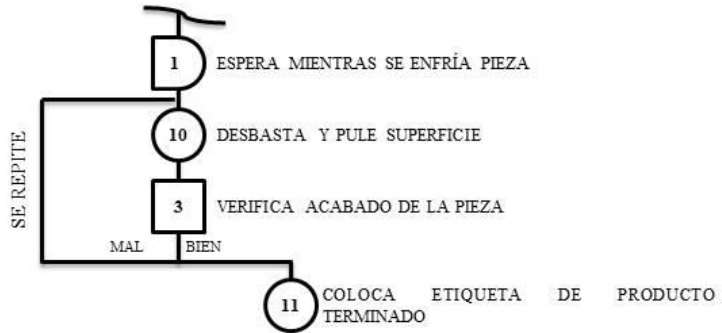 1 ESPERA MIENTRAS SE ENFRÍA PIEZA
10 DESBASTA Y PULE SUPERFICIE
SE REPITE
3 VERIFICA ACABADO DE LA PIEZA
MAL BIEN
11 COLOCA ETIQUETA DE PRODUCTO
TERMINADO